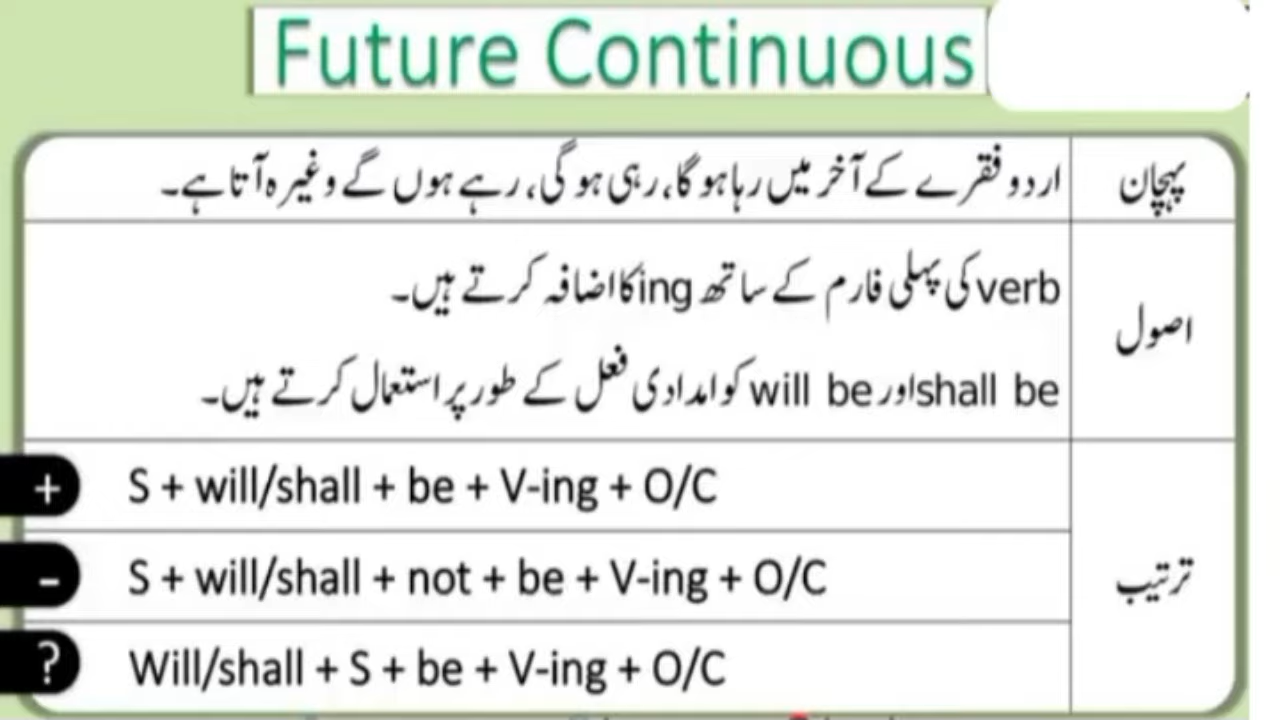 Future Continuous
پہچان
اردو فقرے کے آخر میں رہا ہو گا، رہی ہو گی، رہے ہوں گے وغیرہ آتا ہے۔
اصول
verb کی پہلی فارم کے ساتھ ing کا اضافہ کرتے ہیں۔
shall be اور will be کو امدادی فعل کے طور پر استعمال کرتے ہیں۔
ترتیب
+ S + will/shall + be + V-ing + O/C
- S + will/shall + not + be + V-ing + O/C
? Will/shall + S + be + V-ing + O/C